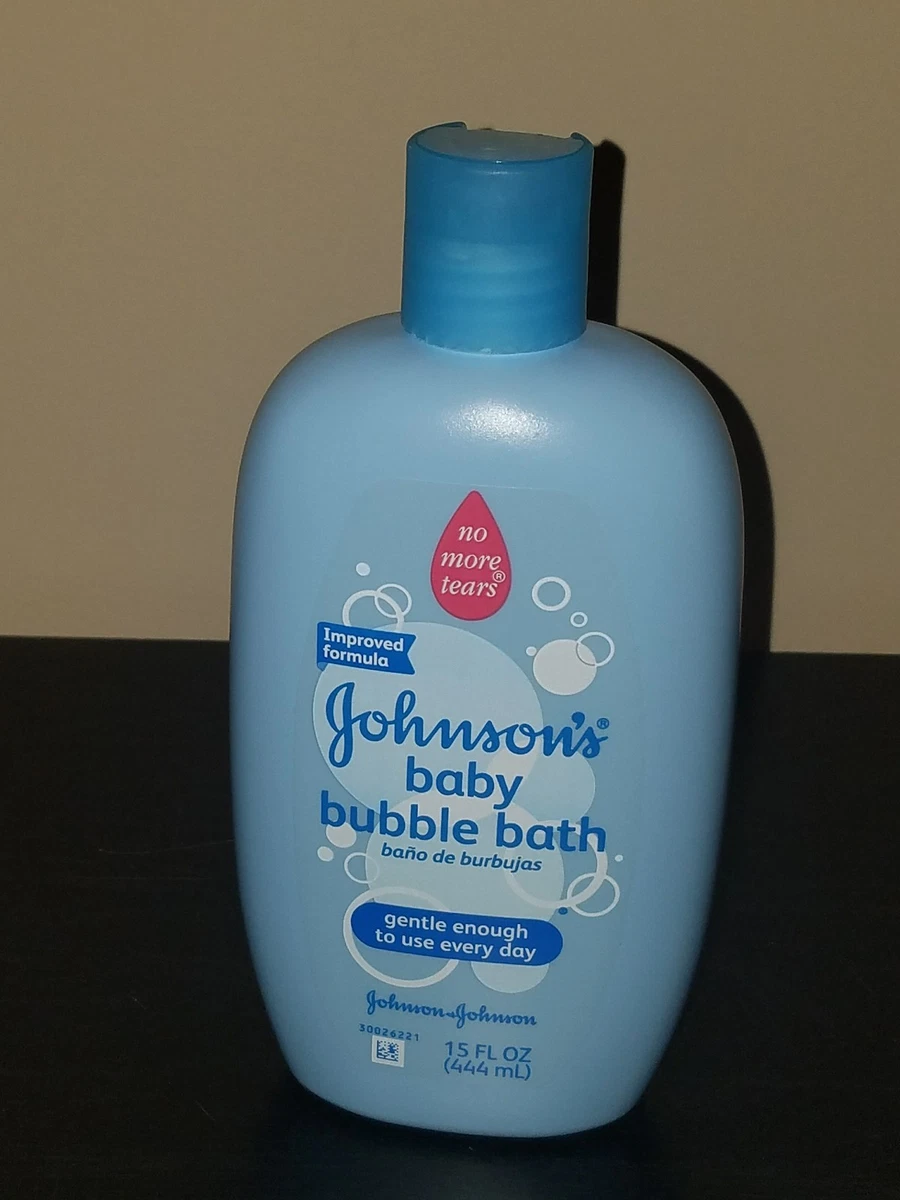 no
more
tears®
Improved
formula
Johnson's®
baby
bubble bath
baño de burbujas
gentle enough
to use every day
Johnson & Johnson
30026221
15 FL OZ
(444 mL)